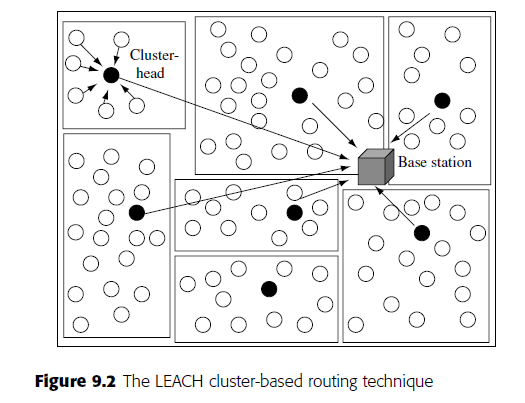 Cluster-
head
Base station
Figure 9.2 The LEACH cluster-based routing technique